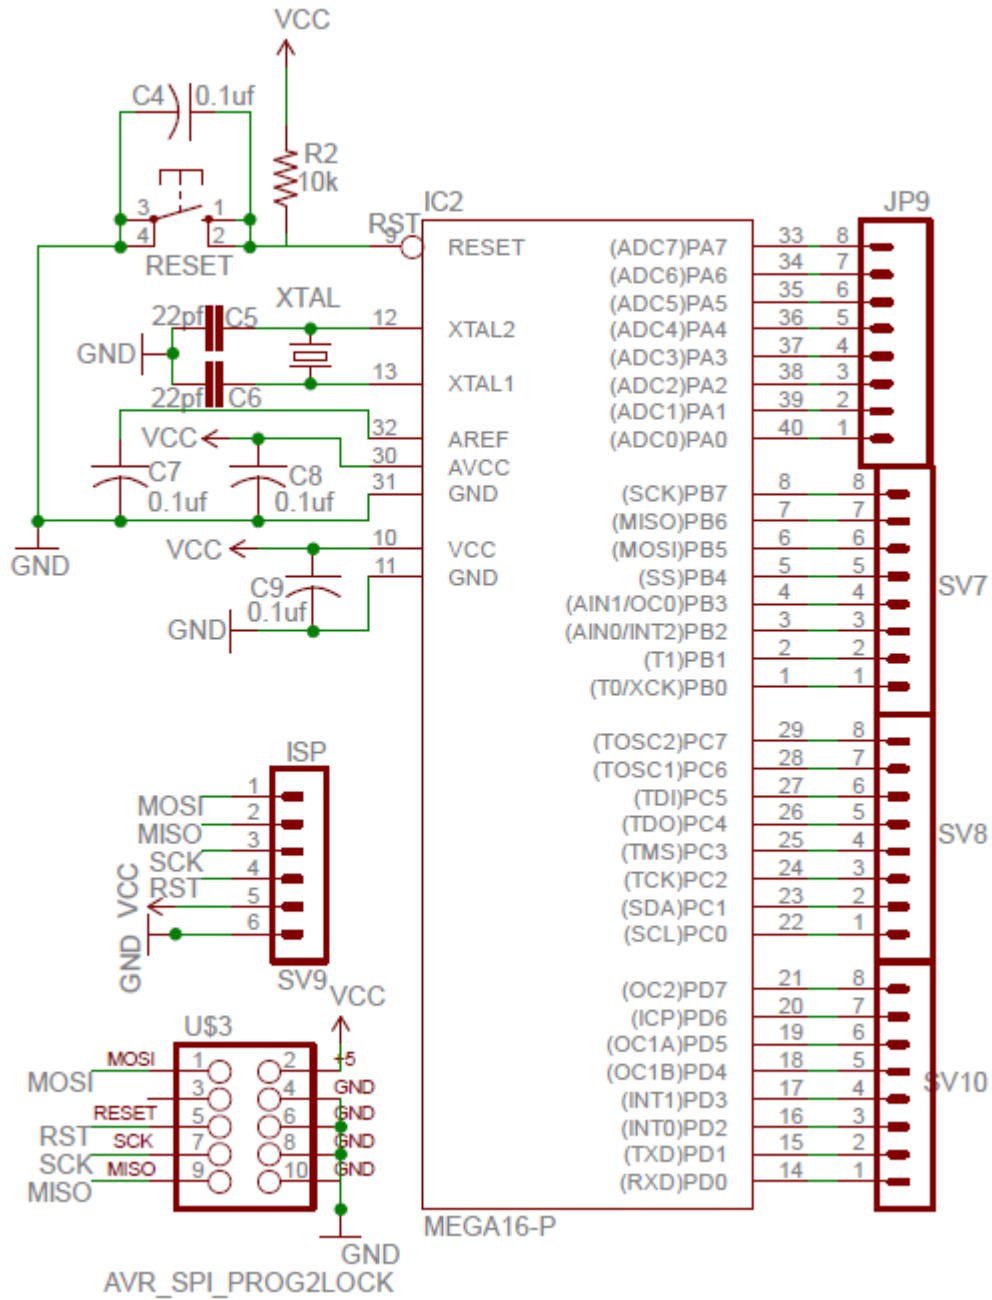 VCC
C4 0.1uf
R2
10k
3 1
4 2
RESET
RST
9
IC2
JP9
RESET (ADC7)PA7 33 8
(ADC6)PA6 34 7
(ADC5)PA5 35 6
XTAL
22pf C5 12 XTAL2 (ADC4)PA4 36 5
GND (ADC3)PA3 37 4
13 XTAL1 (ADC2)PA2 38 3
22pf C6 (ADC1)PA1 39 2
VCC 32 AREF (ADC0)PA0 40 1
30 AVCC
C7 C8
0.1uf 0.1uf
31 GND (SCK)PB7 8 8
(MISO)PB6 7 7
GND
VCC 10 VCC (MOSI)PB5 6 6
11 GND (SS)PB4 5 5
SV7
C9
0.1uf
(AIN1/OC0)PB3 4 4
GND (AIN0/INT2)PB2 3 3
(T1)PB1 2 2
(T0/XCK)PB0 1 1
(TOSC2)PC7 29 8
(TOSC1)PC6 28 7
(TDI)PC5 27 6
(TDO)PC4 26 5
SV8
(TMS)PC3 25 4
(TCK)PC2 24 3
(SDA)PC1 23 2
(SCL)PC0 22 1
(OC2)PD7 21 8
(ICP)PD6 20 7
(OC1A)PD5 19 6
(OC1B)PD4 18 5
SV10
(INT1)PD3 17 4
(INT0)PD2 16 3
(TXD)PD1 15 2
(RXD)PD0 14 1
MEGA16-P
ISP
1
MOSI
2
MISO
3
SCK
4
RST
VCC 5
GND 6
SV9
VCC
U$3
MOSI 1 2 +5
MOSI
3 4 GND
RESET 5 6 GND
RST
SCK 7 8 GND
SCK
MISO 9 10 GND
MISO
GND
AVR_SPI_PROG2LOCK